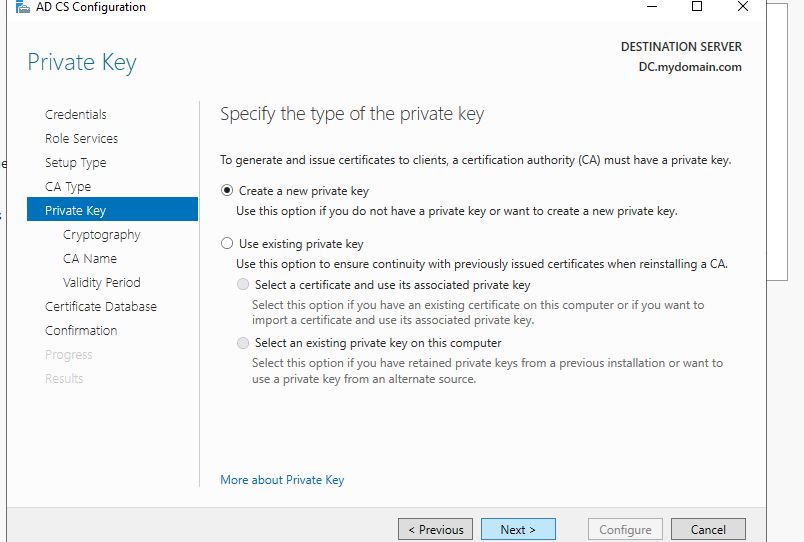 AD CS Configuration
Private Key
DESTINATION SERVER
DC.mydomain.com
Credentials
Role Services
Setup Type
CA Type
Private Key
Cryptography
CA Name
Validity Period
Certificate Database
Confirmation
Progress
Results
Specify the type of the private key
To generate and issue certificates to clients, a certification authority (CA) must have a private key.
Create a new private key
Use this option if you do not have a private key or want to create a new private key.
Use existing private key
Use this option to ensure continuity with previously issued certificates when reinstalling a CA.
Select a certificate and use its associated private key
Select this option if you have an existing certificate on this computer or if you want to
import a certificate and use its associated private key.
Select an existing private key on this computer
Select this option if you have retained private keys from a previous installation or want to
use a private key from an alternate source.
More about Private Key
< Previous
Next >
Configure
Cancel